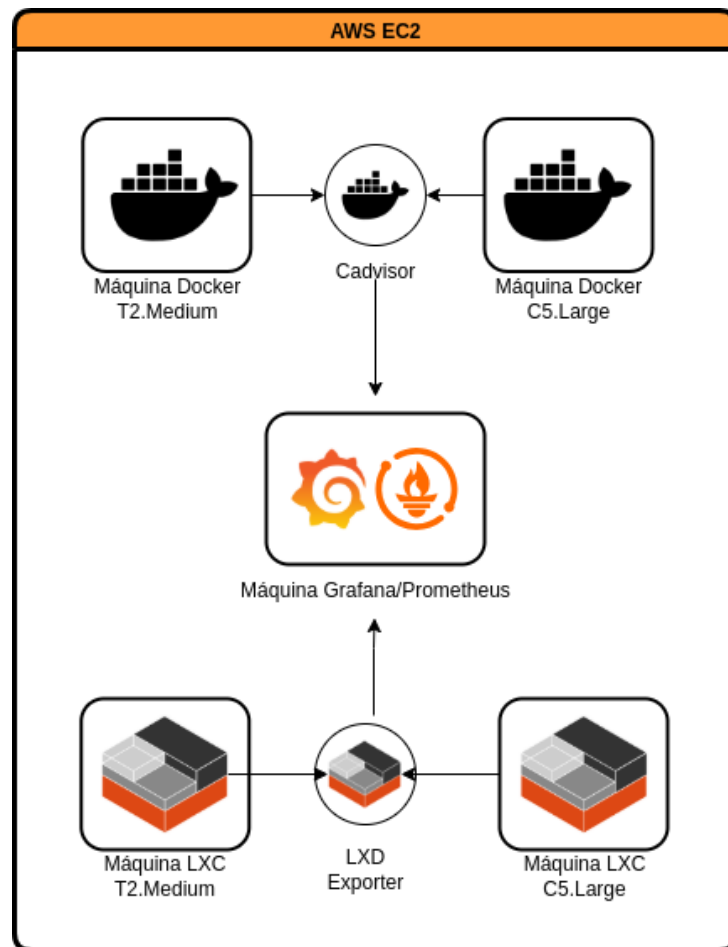 AWS EC2
Máquina Docker
T2.Medium
Cadvisor
Máquina Docker
C5.Large
Máquina Grafana/Prometheus
Máquina LXC
T2.Medium
LXD
Exporter
Máquina LXC
C5.Large